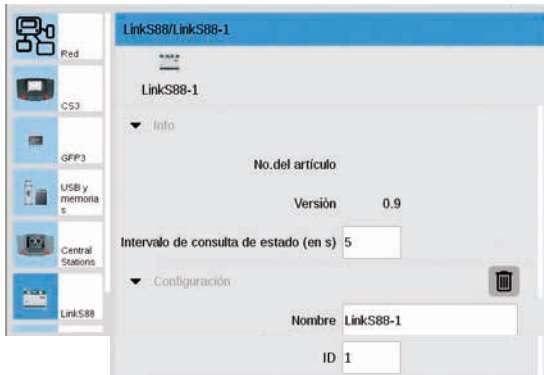 Red
CS3
GFP3
USB y
memoria
s
Central
Stations
LinkS88
LinkS88/LinkS88-1
LinkS88-1
Info
No.del artículo
Versiòn 0.9
Intervalo de consulta de estado (en s) 5
Configuración
Nombre LinkS88-1
ID 1